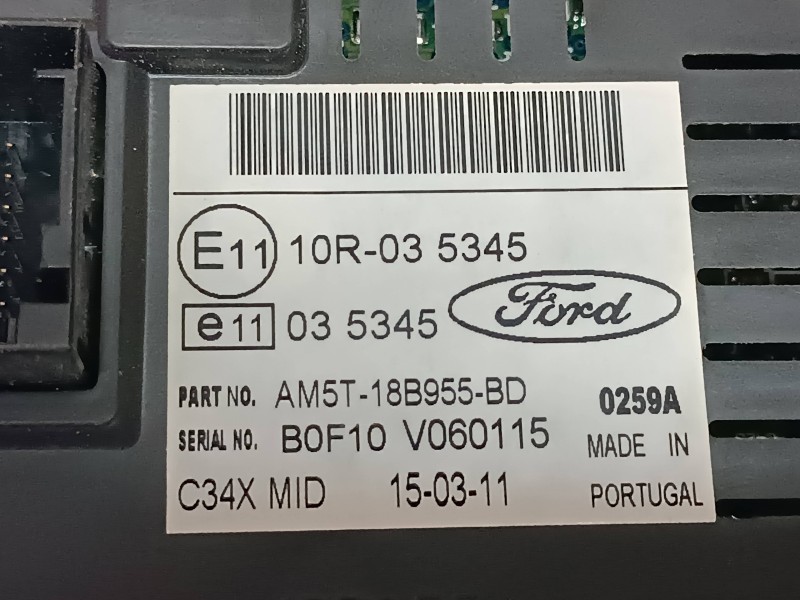 E11 10R-03 5345
e11 03 5345 Ford
PART NO. AM5T-18B955-BD 0259A
SERIAL NO. B0F10 V060115 MADE IN
C34X MID 15-03-11 PORTUGAL